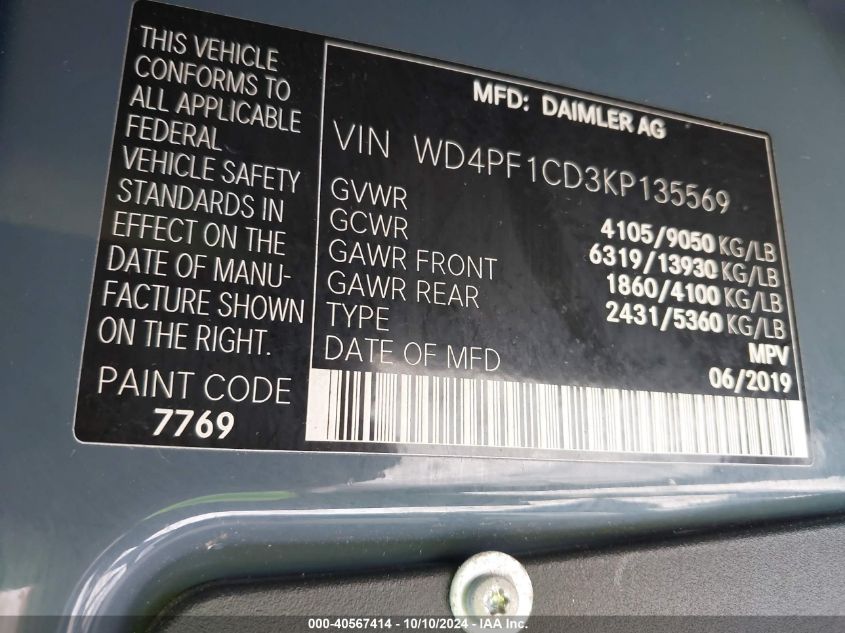 THIS VEHICLE
CONFORMS TO
ALL APPLICABLE
FEDERAL
VEHICLE SAFETY
STANDARDS IN
EFFECT ON THE
DATE OF MANU-
FACTURE SHOWN
ON THE RIGHT.
PAINT CODE
7769
MFD: DAIMLER AG
VIN WD4PF1CD3KP135569
GVWR 4105/9050 KG/LB
GCWR 6319/13930 KG/LB
GAWR FRONT 1860/4100 KG/LB
GAWR REAR 2431/5360 KG/LB
TYPE MPV
DATE OF MFD 06/2019
000-40567414 - 10/10/2024 - IAA Inc.